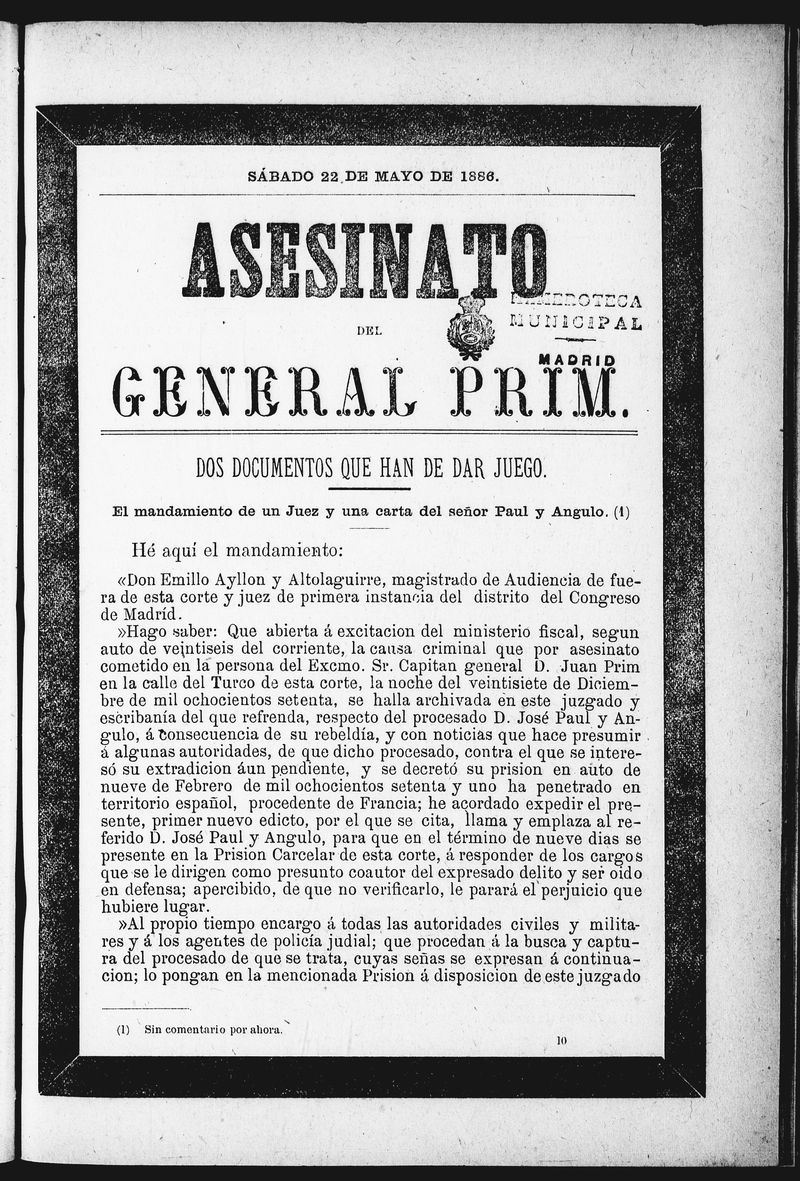 SÁBADO 22 DE MAYO DE 1886.
ASESINATO
HEMEROTECA
MUNICIPAL
DEL
MADRID
GENERAL PRIM.
DOS DOCUMENTOS QUE HAN DE DAR JUEGO.
El mandamiento de un Juez y una carta del señor Paul y Angulo. (1)
Hé aquí el mandamiento:
«Don Emillo Ayllon y Altolaguirre, magistrado de Audiencia de fue-
ra de esta corte y juez de primera instancia del distrito del Congreso
de Madríd.
»Hago saber: Que abierta á excitacion del ministerio fiscal, segun
auto de veintiseis del corriente, la causa criminal que por asesinato
cometido en la persona del Excmo. Sr. Capitan general D. Juan Prim
en la calle del Turco de esta corte, la noche del veintisiete de Diciem-
bre de mil ochocientos setenta, se halla archivada en este juzgado y
escribanía del que refrenda, respecto del procesado D. José Paul y An-
gulo, á consecuencia de su rebeldía, y con noticias que hace presumir
á algunas autoridades, de que dicho procesado, contra el que se intere-
só su extradicion áun pendiente, y se decretó su prision en auto de
nueve de Febrero de mil ochocientos setenta y uno ha penetrado en
territorio español, procedente de Francia; he acordado expedir el pre-
sente, primer nuevo edicto, por el que se cita, llama y emplaza al re-
ferido D. José Paul y Angulo, para que en el término de nueve dias se
presente en la Prision Carcelar de esta corte, á responder de los cargos
que se le dirigen como presunto coautor del expresado delito y ser oido
en defensa; apercibido, de que no verificarlo, le parará el perjuicio que
hubiere lugar.
»Al propio tiempo encargo á todas las autoridades civiles y milita-
res y á los agentes de policía judial; que procedan á la busca y captu-
ra del procesado de que se trata, cuyas señas se expresan á continua-
cion; lo pongan en la mencionada Prision á disposicion de este juzgado
(1) Sin comentario por ahora.
10